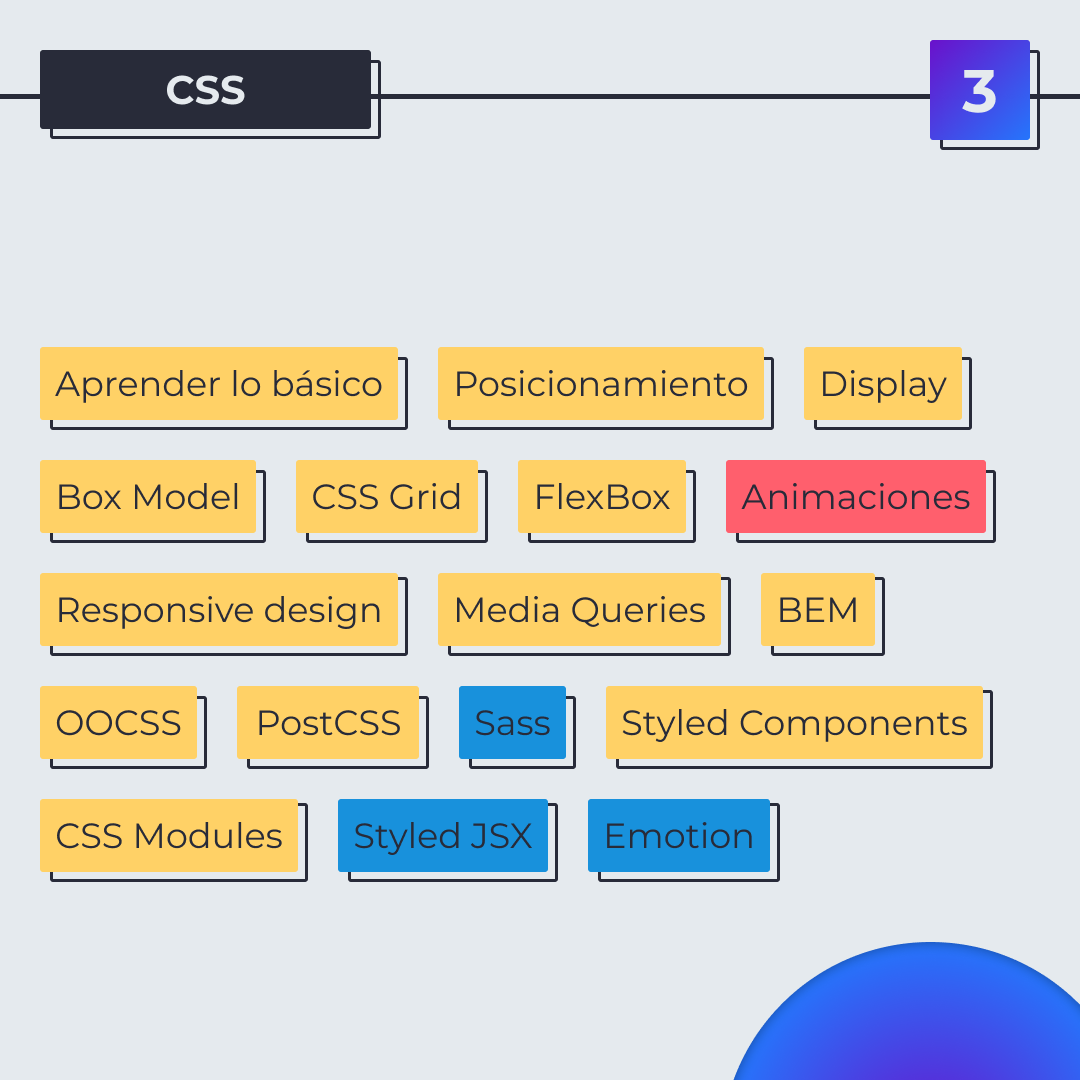 CSS
3
Aprender lo básico
Posicionamiento
Display
Box Model
CSS Grid
FlexBox
Animaciones
Responsive design
Media Queries
BEM
OOCSS
PostCSS
Sass
Styled Components
CSS Modules
Styled JSX
Emotion